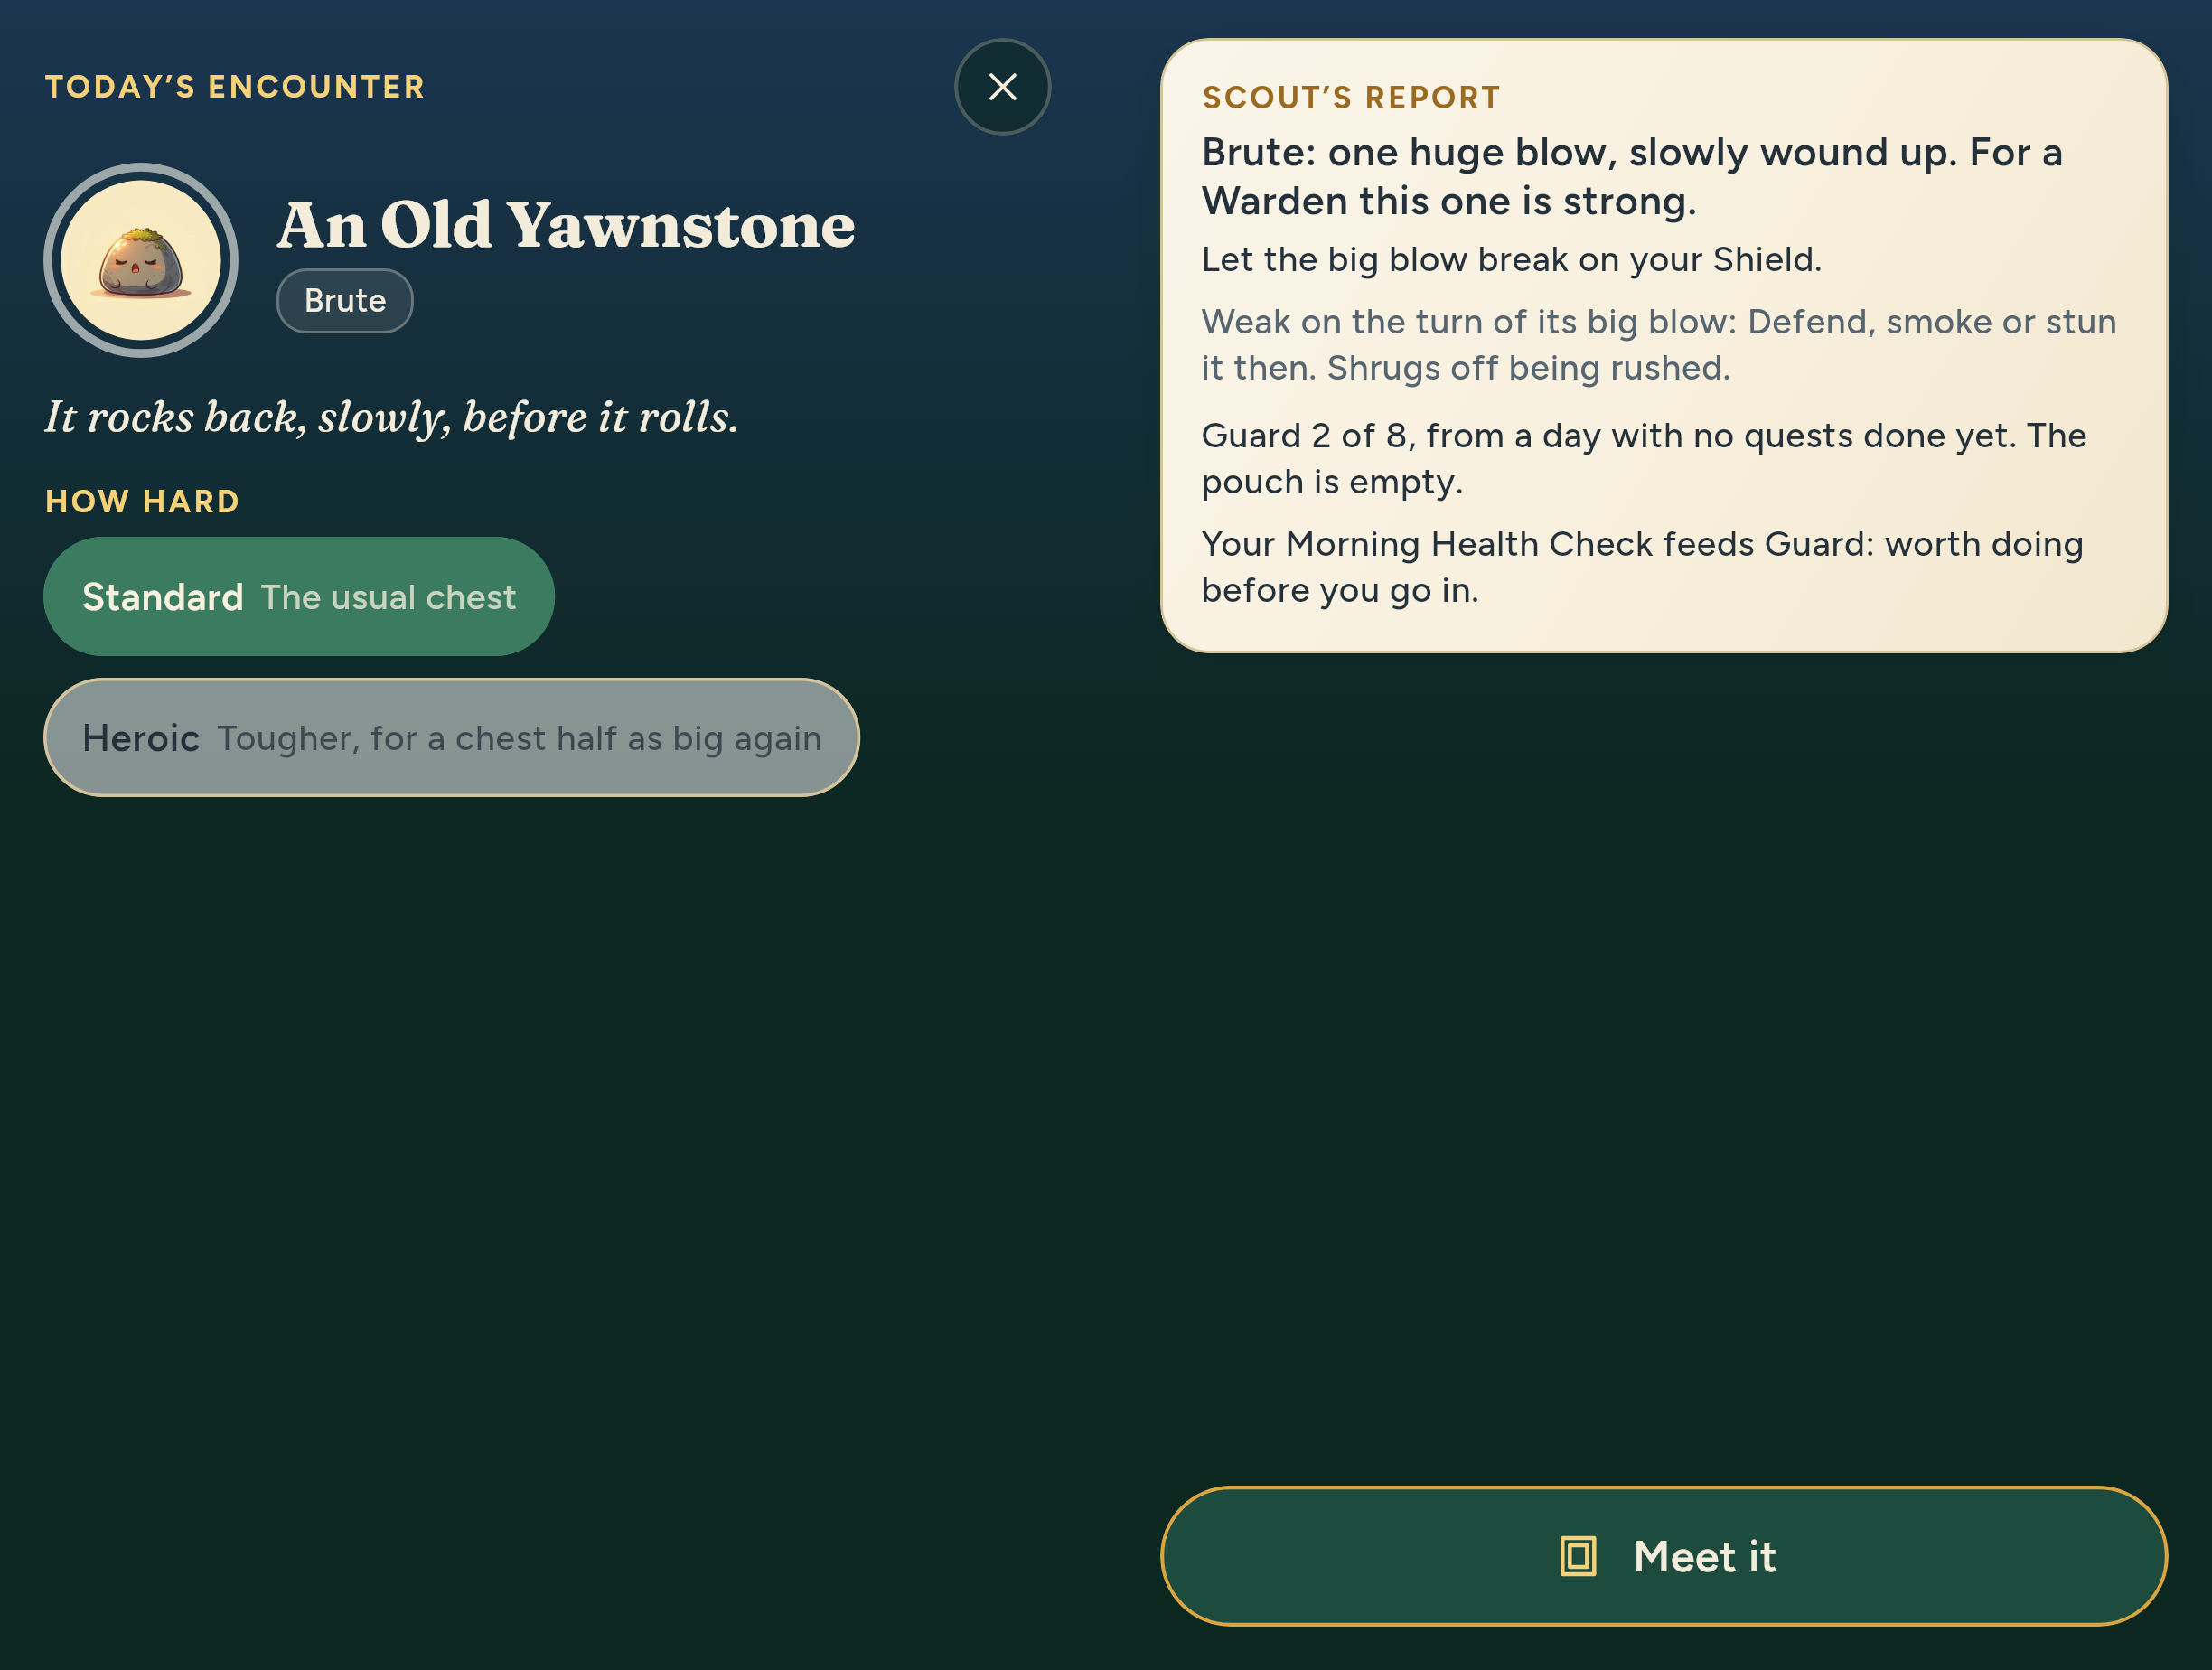 TODAY’S ENCOUNTER
An Old Yawnstone
Brute
It rocks back, slowly, before it rolls.
HOW HARD
Standard The usual chest
Heroic Tougher, for a chest half as big again
SCOUT’S REPORT
Brute: one huge blow, slowly wound up. For a
Warden this one is strong.
Let the big blow break on your Shield.
Weak on the turn of its big blow: Defend, smoke or stun
it then. Shrugs off being rushed.
Guard 2 of 8, from a day with no quests done yet. The
pouch is empty.
Your Morning Health Check feeds Guard: worth doing
before you go in.
Meet it